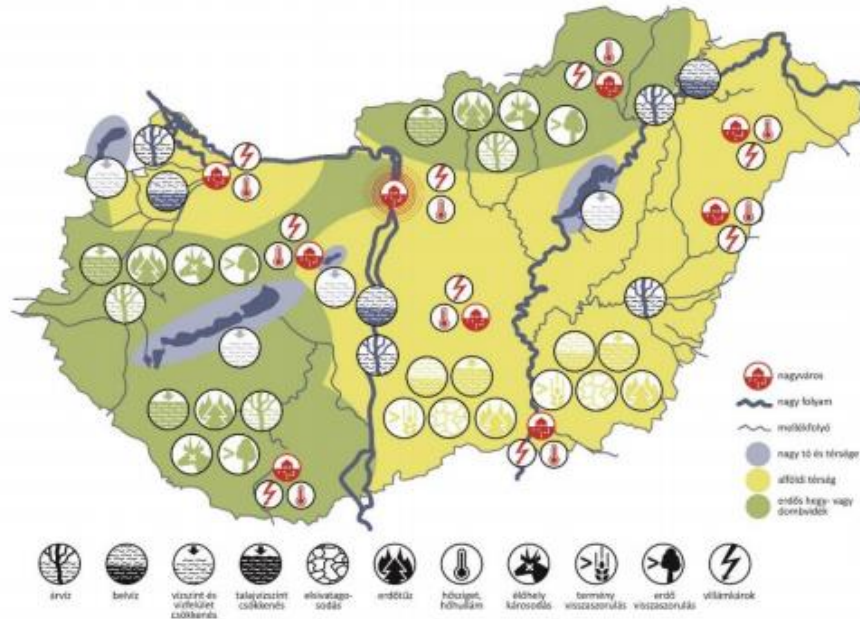 nagyváros
nagy folyam
mellékfolyó
nagy tó és térsége
alföldi térség
erdős hegy- vagy
dombvidék
árvíz
belvíz
vízszint és
vízfelület
csökkenés
talajvízszint
csökkenés
elsivatago-
sodás
erdőtűz
hősziget,
hőhullám
élőhely
károsodás
termény
visszaszorulás
erdő
visszaszorulás
villámkárok